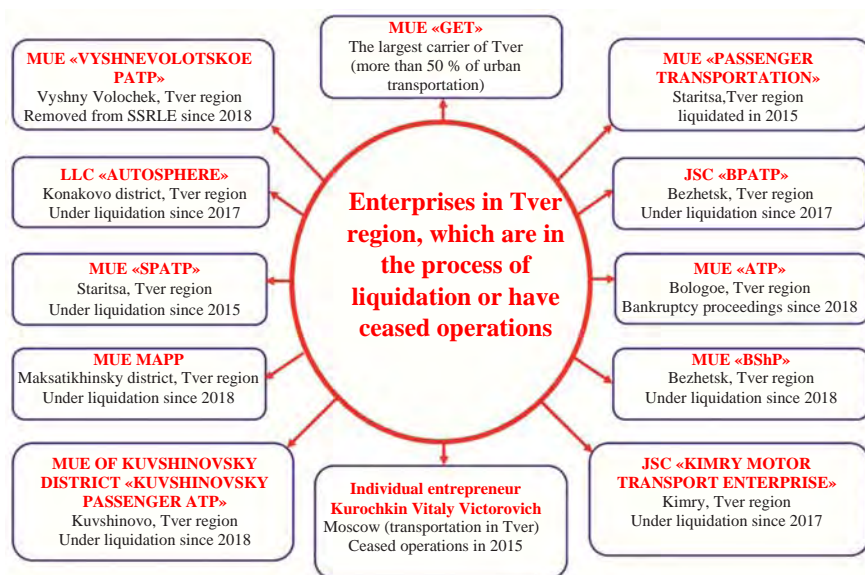 MUE «GET»
The largest carrier of Tver
(more than 50 % of urban
transportation)
MUE «VYSHNEVOLOTSKOE
PATP»
Vyshny Volochek, Tver region
Removed from SSRLE since 2018
MUE «PASSENGER
TRANSPORTATION»
Staritsa,Tver region
liquidated in 2015
LLC «AUTOSPHERE»
Konakovo district, Tver region
Under liquidation since 2017
JSC «BPATP»
Bezhetsk, Tver region
Under liquidation since 2017
Enterprises in Tver
region, which are in
the process of
liquidation or have
ceased operations
MUE «SPATP»
Staritsa, Tver region
Under liquidation since 2015
MUE «ATP»
Bologoe, Tver region
Bankruptcy proceedings since 2018
MUE MAPP
Maksatikhinsky district, Tver region
Under liquidation since 2018
MUE «BShP»
Bezhetsk, Tver region
Under liquidation since 2018
MUE OF KUVSHINOVSKY
DISTRICT «KUVSHINOVSKY
PASSENGER ATP»
Kuvshinovo, Tver region
Under liquidation since 2018
Individual entrepreneur
Kurochkin Vitaly Victorovich
Moscow (transportation in Tver)
Ceased operations in 2015
JSC «KIMRY MOTOR
TRANSPORT ENTERPRISE»
Kimry, Tver region
Under liquidation since 2017